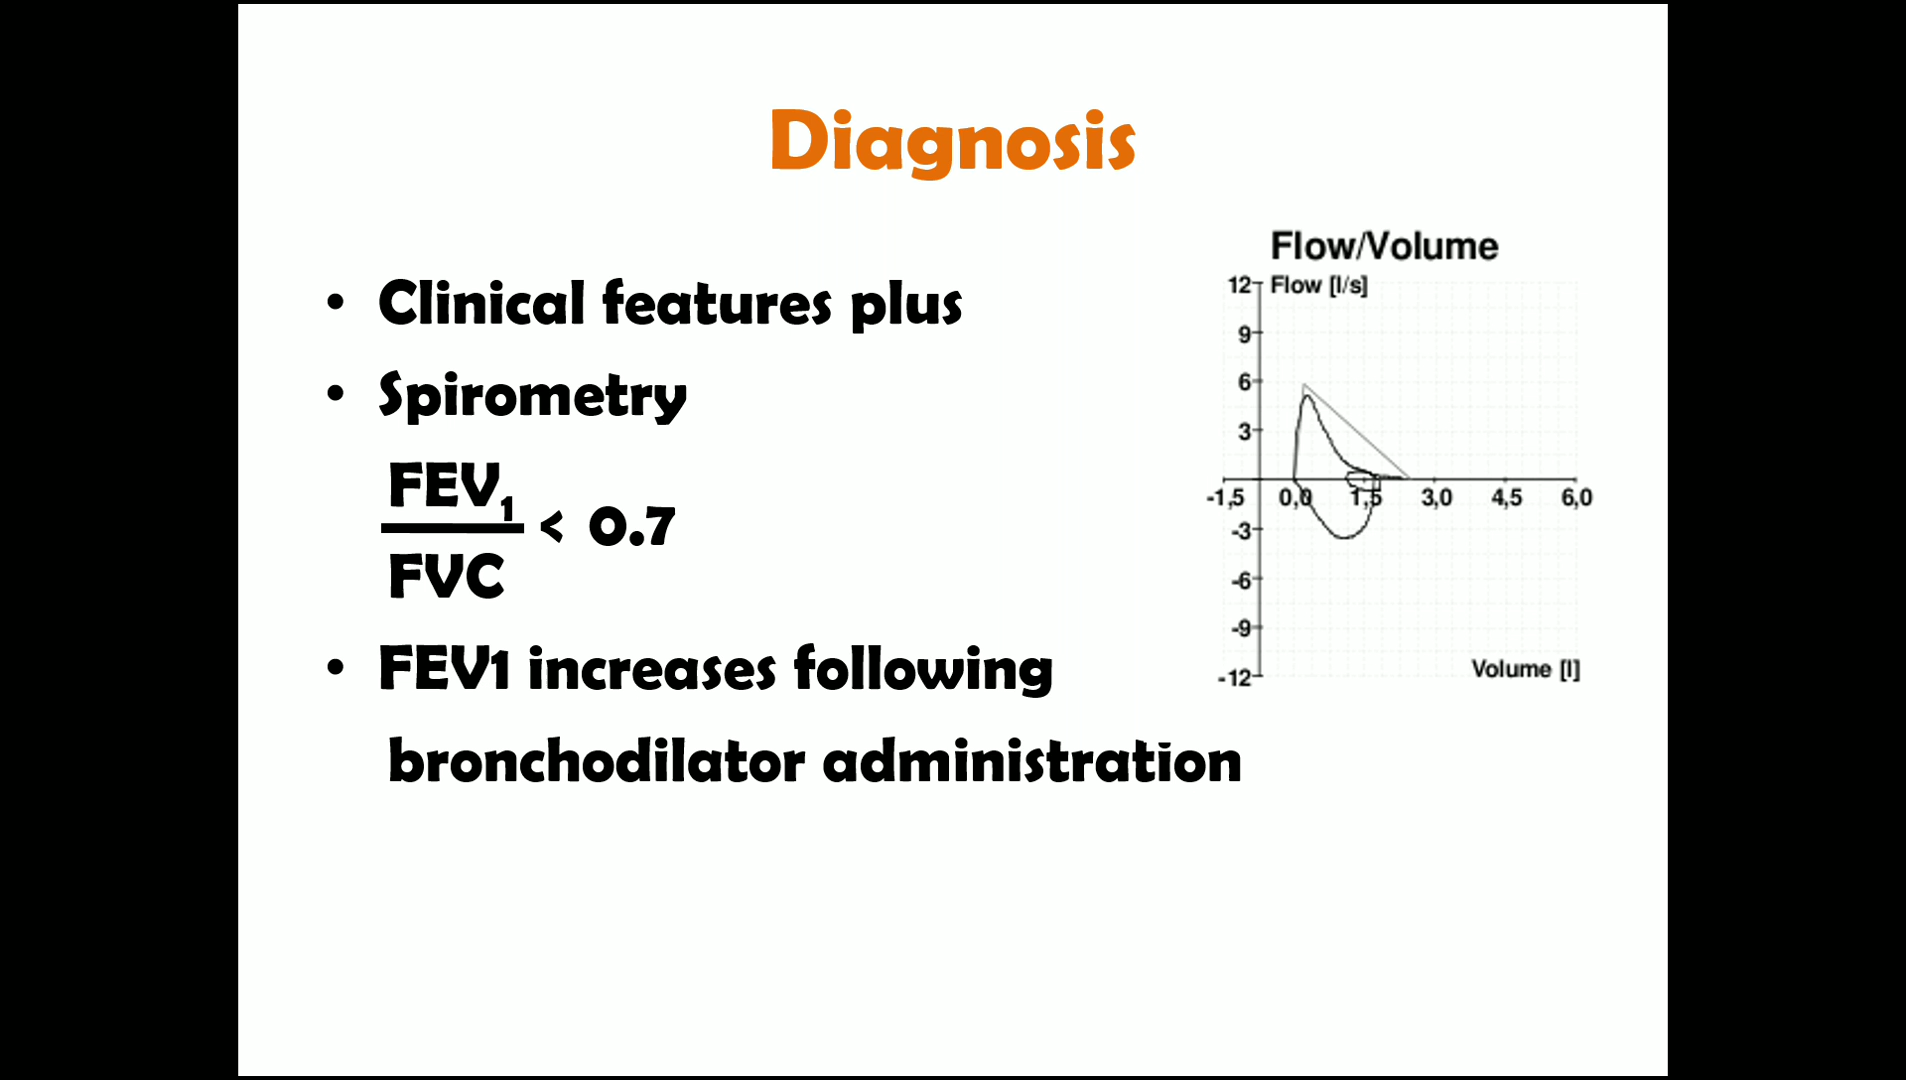 Diagnosis
• Clinical features plus
• Spirometry
FEV1
< 0.7
FVC
• FEV1 increases following
bronchodilator administration
Flow/Volume
Flow [l/s]
12
9
6
3
-3
-6
-9
-12
-1,5 0,0 1,5 3,0 4,5 6,0
Volume [l]